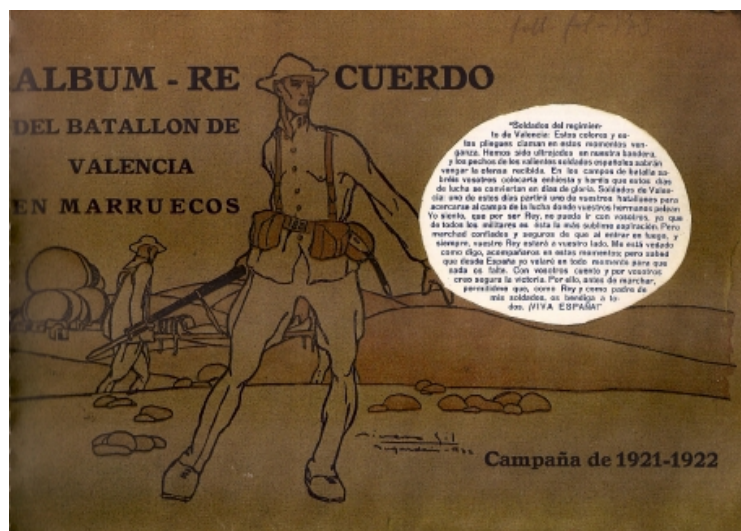 ALBUM - RECUERDO
DEL BATALLON DE
VALENCIA
EN MARRUECOS
"Soldados del regimien-
to de Valencia: Estos colores y es-
tos pliegues claman en estos momentos ven-
ganza. Hemos sido ultrajados en nuestra bandera,
y los pechos de los valientes soldados españoles sabrán
vengar la ofensa recibida. En los campos de batalla sa-
bréis vosotros colocarla enhiesta y haréis que estos días
de lucha se conviertan en días de gloria. Soldados de Valen-
cia: uno de estos días partirá uno de vuestros batallones para
acercarse al campo de la lucha donde vuestros hermanos pelean
Yo siento, que por ser Rey, no pueda ir con vosotros, ya que
de todos los militares es ésta la más sublime aspiración. Pero
marchad confiados y seguros de que al entrar en fuego, y
siempre, vuestro Rey estará a vuestro lado. Me está vedado
como digo, acompañaros en estos momentos; pero sabed
que desde España yo velaré en todo momento para que
nada os falte. Con vosotros cuento y por vosotros
creo segura la victoria. Por ello, antes de marchar,
permitidme que, como Rey y como padre de
mis soldados, os bendiga a to-
dos. ¡VIVA ESPAÑA!"
Campaña de 1921-1922